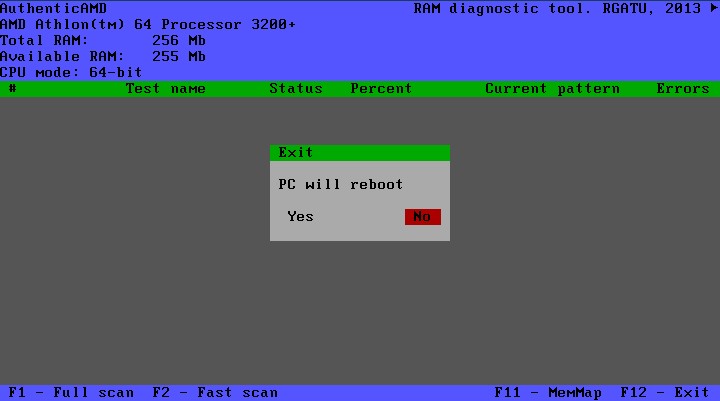 AuthenticAMD RAM diagnostic tool. RGATU, 2013 ►
AMD Athlon(tm) 64 Processor 3200+
Total RAM: 256 Mb
Available RAM: 255 Mb
CPU mode: 64-bit
# Test name Status Percent Current pattern Errors
Exit
PC will reboot
Yes No
F1 - Full scan F2 - Fast scan F11 - MemMap F12 - Exit